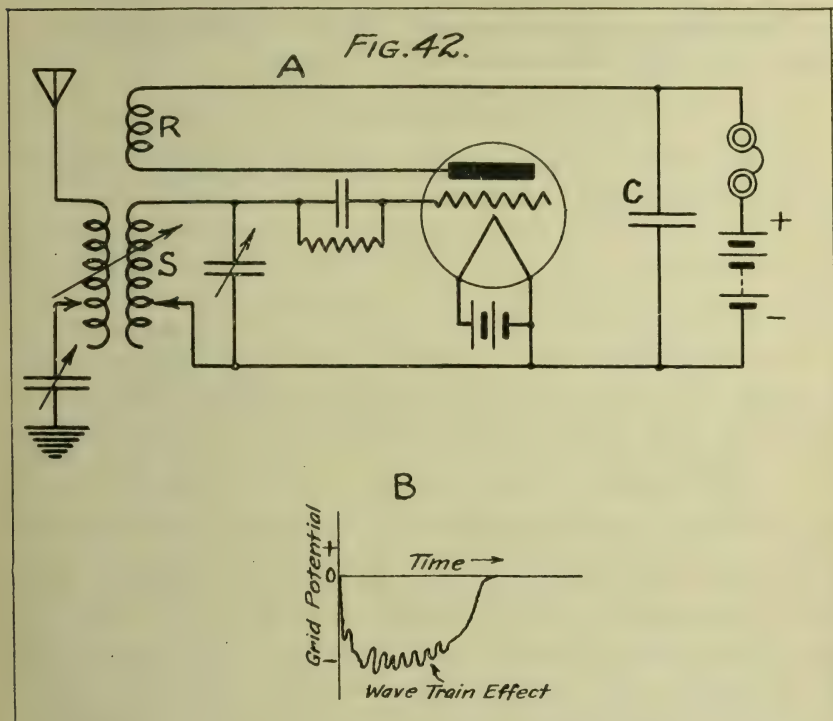 FIG. 42.
A
R
S
C
+
−
B
Grid Potential
+
0
−
Time →
Wave Train Effect